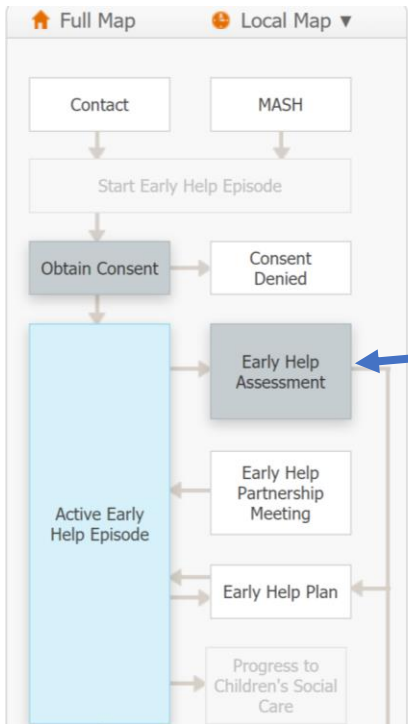 Full Map
Local Map ▼
Contact
MASH
Start Early Help Episode
Obtain Consent
Consent
Denied
Early Help
Assessment
Active Early
Help Episode
Early Help
Partnership
Meeting
Early Help Plan
Progress to
Children's Social
Care